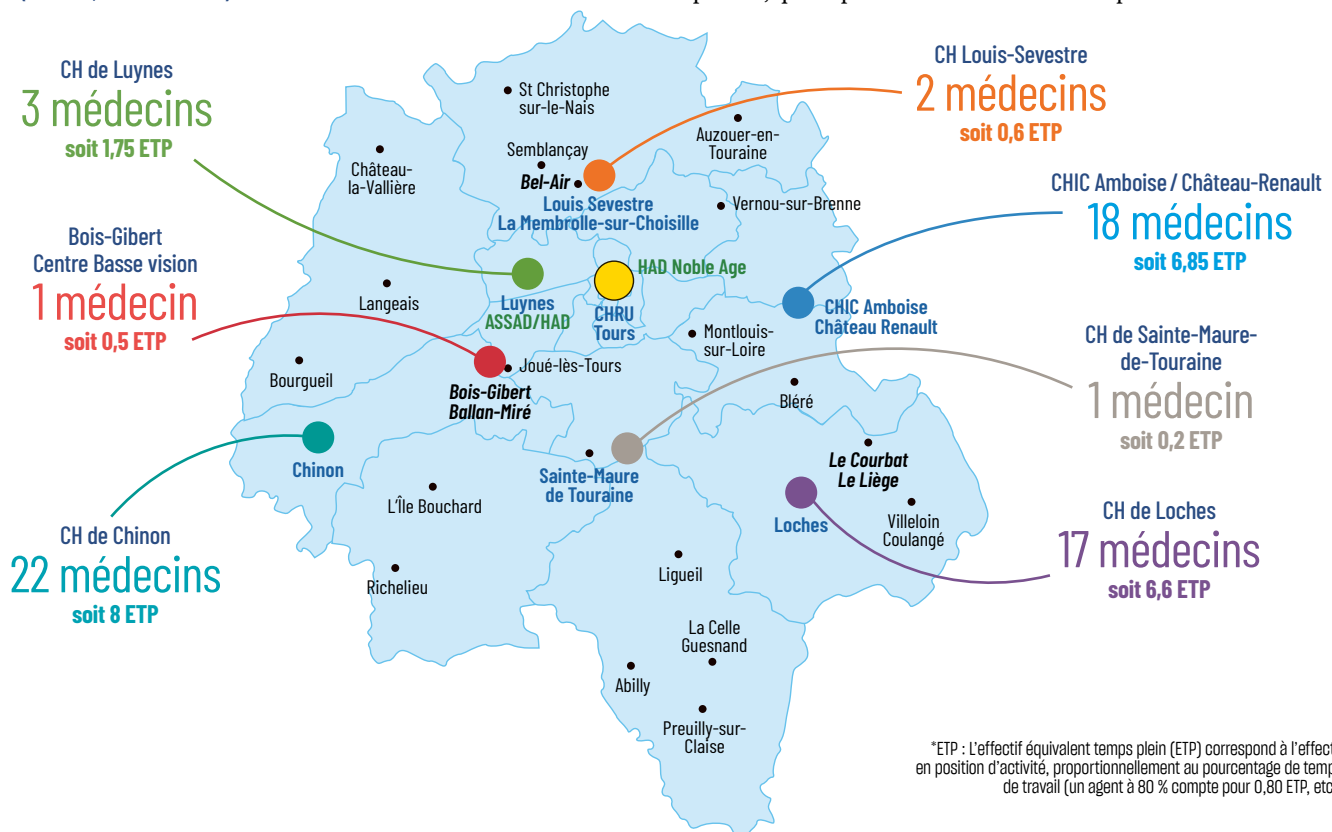 CH de Luynes
3 médecins
soit 1,75 ETP
Bois-Gibert
Centre Basse vision
1 médecin
soit 0,5 ETP
CH de Chinon
22 médecins
soit 8 ETP
CH Louis-Sevestre
2 médecins
soit 0,6 ETP
CHIC Amboise / Château-Renault
18 médecins
soit 6,85 ETP
CH de Sainte-Maure-
de-Touraine
1 médecin
soit 0,2 ETP
CH de Loches
17 médecins
soit 6,6 ETP
St Christophe
sur-le-Nais
Auzouer-en-
Touraine
Château-
la-Vallière
Semblançay
Bel-Air
Louis Sevestre
La Membrolle-sur-Choisille
Vernou-sur-Brenne
HAD Noble Age
Luynes
ASSAD/HAD
CHRU
Tours
CHIC Amboise
Château Renault
Langeais
Montlouis-
sur-Loire
Bourgueil
Joué-lès-Tours
Bois-Gibert
Ballan-Miré
Bléré
Chinon
Sainte-Maure
de Touraine
Le Courbat
Le Liège
L'Île Bouchard
Loches
Villeloin
Coulangé
Richelieu
Ligueil
La Celle
Guesnand
Abilly
Preuilly-sur-
Claise
*ETP : L'effectif équivalent temps plein (ETP) correspond à l'effect
en position d'activité, proportionnellement au pourcentage de temp
de travail (un agent à 80 % compte pour 0,80 ETP, etc